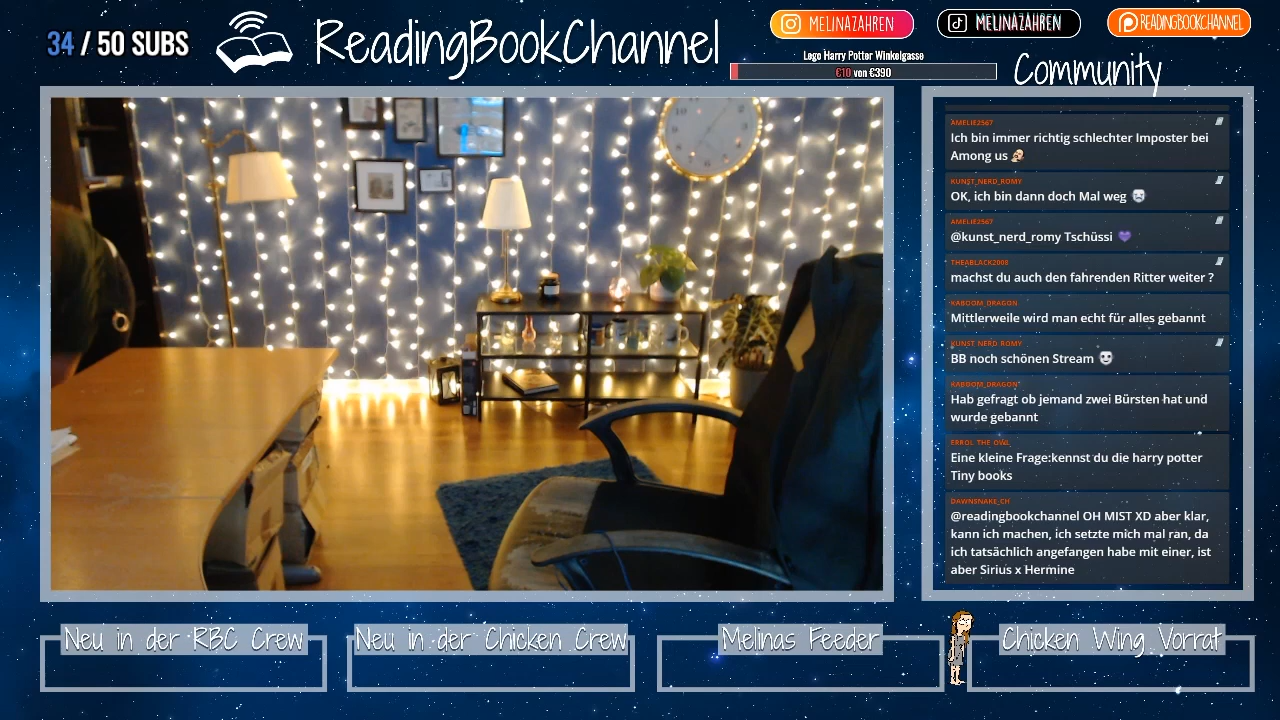 34 / 50 SUBS
ReadingBookChannel
MELINAZAHREN
MELINAZAHREN
READINGBOOKCHANNEL
Lego Harry Potter Winkelgasse
€10 von €390
Community
AMELIE2567
Ich bin immer richtig schlechter Imposter bei
Among us
KUNST_NERD_ROMY
OK, ich bin dann doch Mal weg
AMELIE2567
@kunst_nerd_romy Tschüssi
THEABLACK2008
machst du auch den fahrenden Ritter weiter ?
KABOOM_DRAGON
Mittlerweile wird man echt für alles gebannt
KUNST_NERD_ROMY
BB noch schönen Stream
KABOOM_DRAGON
Hab gefragt ob jemand zwei Bürsten hat und
wurde gebannt
ERROL_THE_OWL
Eine kleine Frage:kennst du die harry potter
Tiny books
DAWNSNAKE_CH
@readingbookchannel OH MIST XD aber klar,
kann ich machen, ich setzte mich mal ran, da
ich tatsächlich angefangen habe mit einer, ist
aber Sirius x Hermine
Neu in der RBC Crew
Neu in der Chicken Crew
Melinas Feeder
Chicken Wing Vorrat